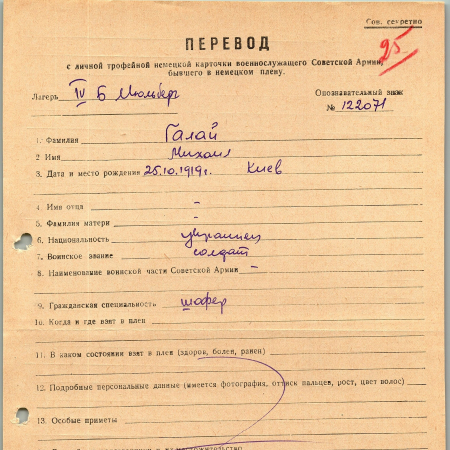 Сов. секретно
25
ПЕРЕВОД
с личной трофейной немецкой карточки военнослужащего Советской Армии,
бывшего в немецком плену.
Лагерь IV Б Мюльберг
Опознавательный знак
№ 122071
1. Фамилия Галай
2 Имя Михаил
3. Дата и место рождения 25.10.1919г. Киев
4. Имя отца -
5. Фамилия матери -
6. Национальность украинец
7. Воинское звание солдат
8. Наименование воинской части Советской Армии -
9. Гражданская специальность шофер
10. Когда и где взят в плен
11. В каком состоянии взят в плен (здоров, болен, ранен)
12. Подробные персональные данные (имеется фотография, оттиск пальцев, рост, цвет волос)
13. Особые приметы